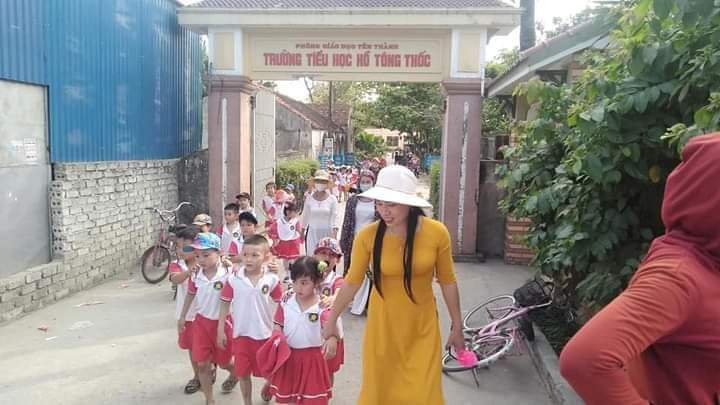 PHÒNG GIÁO DỤC YÊN THÀNH
TRƯỜNG TIỂU HỌC HỒ TÔNG THỐC